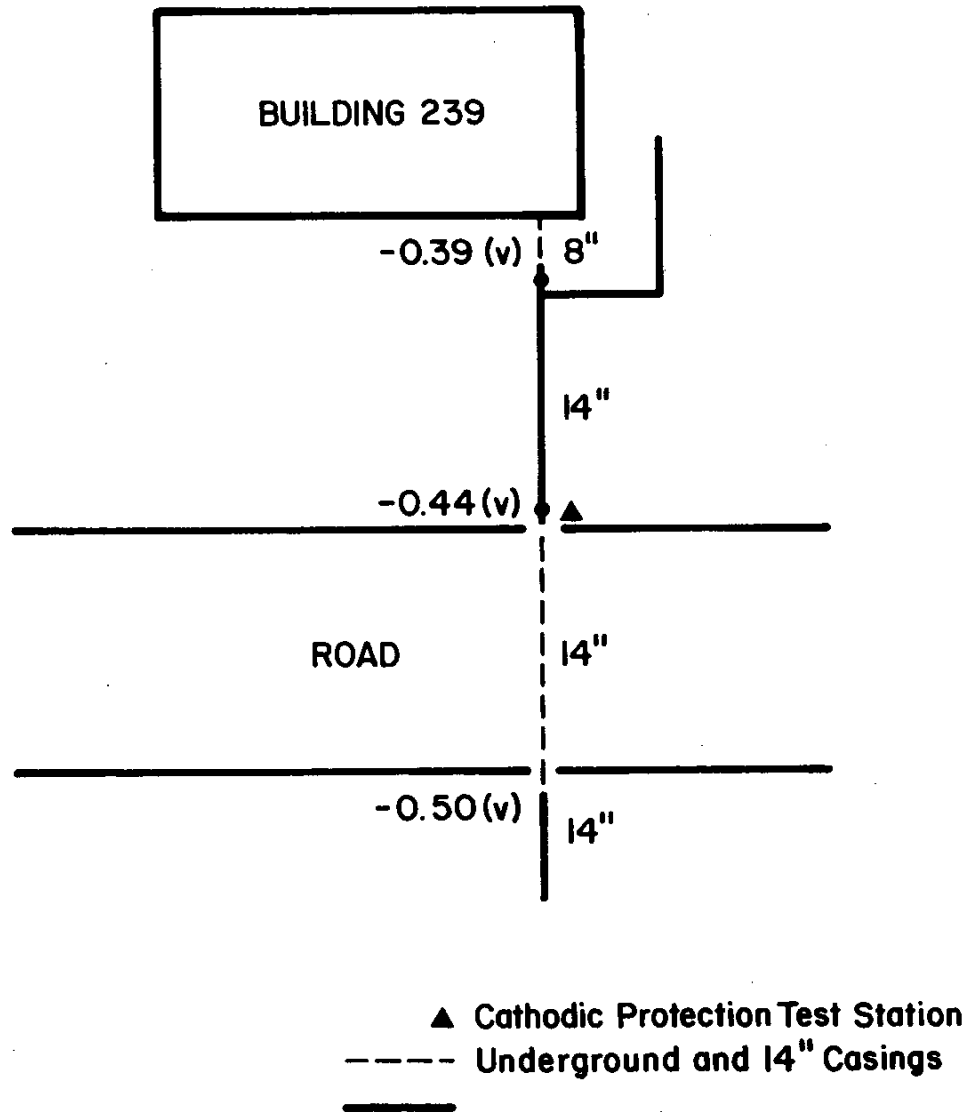 BUILDING 239
-0.39 (v) 8"
14"
-0.44 (v)
ROAD 14"
-0.50 (v) 14"
▲ Cathodic Protection Test Station
---- Underground and 14" Casings